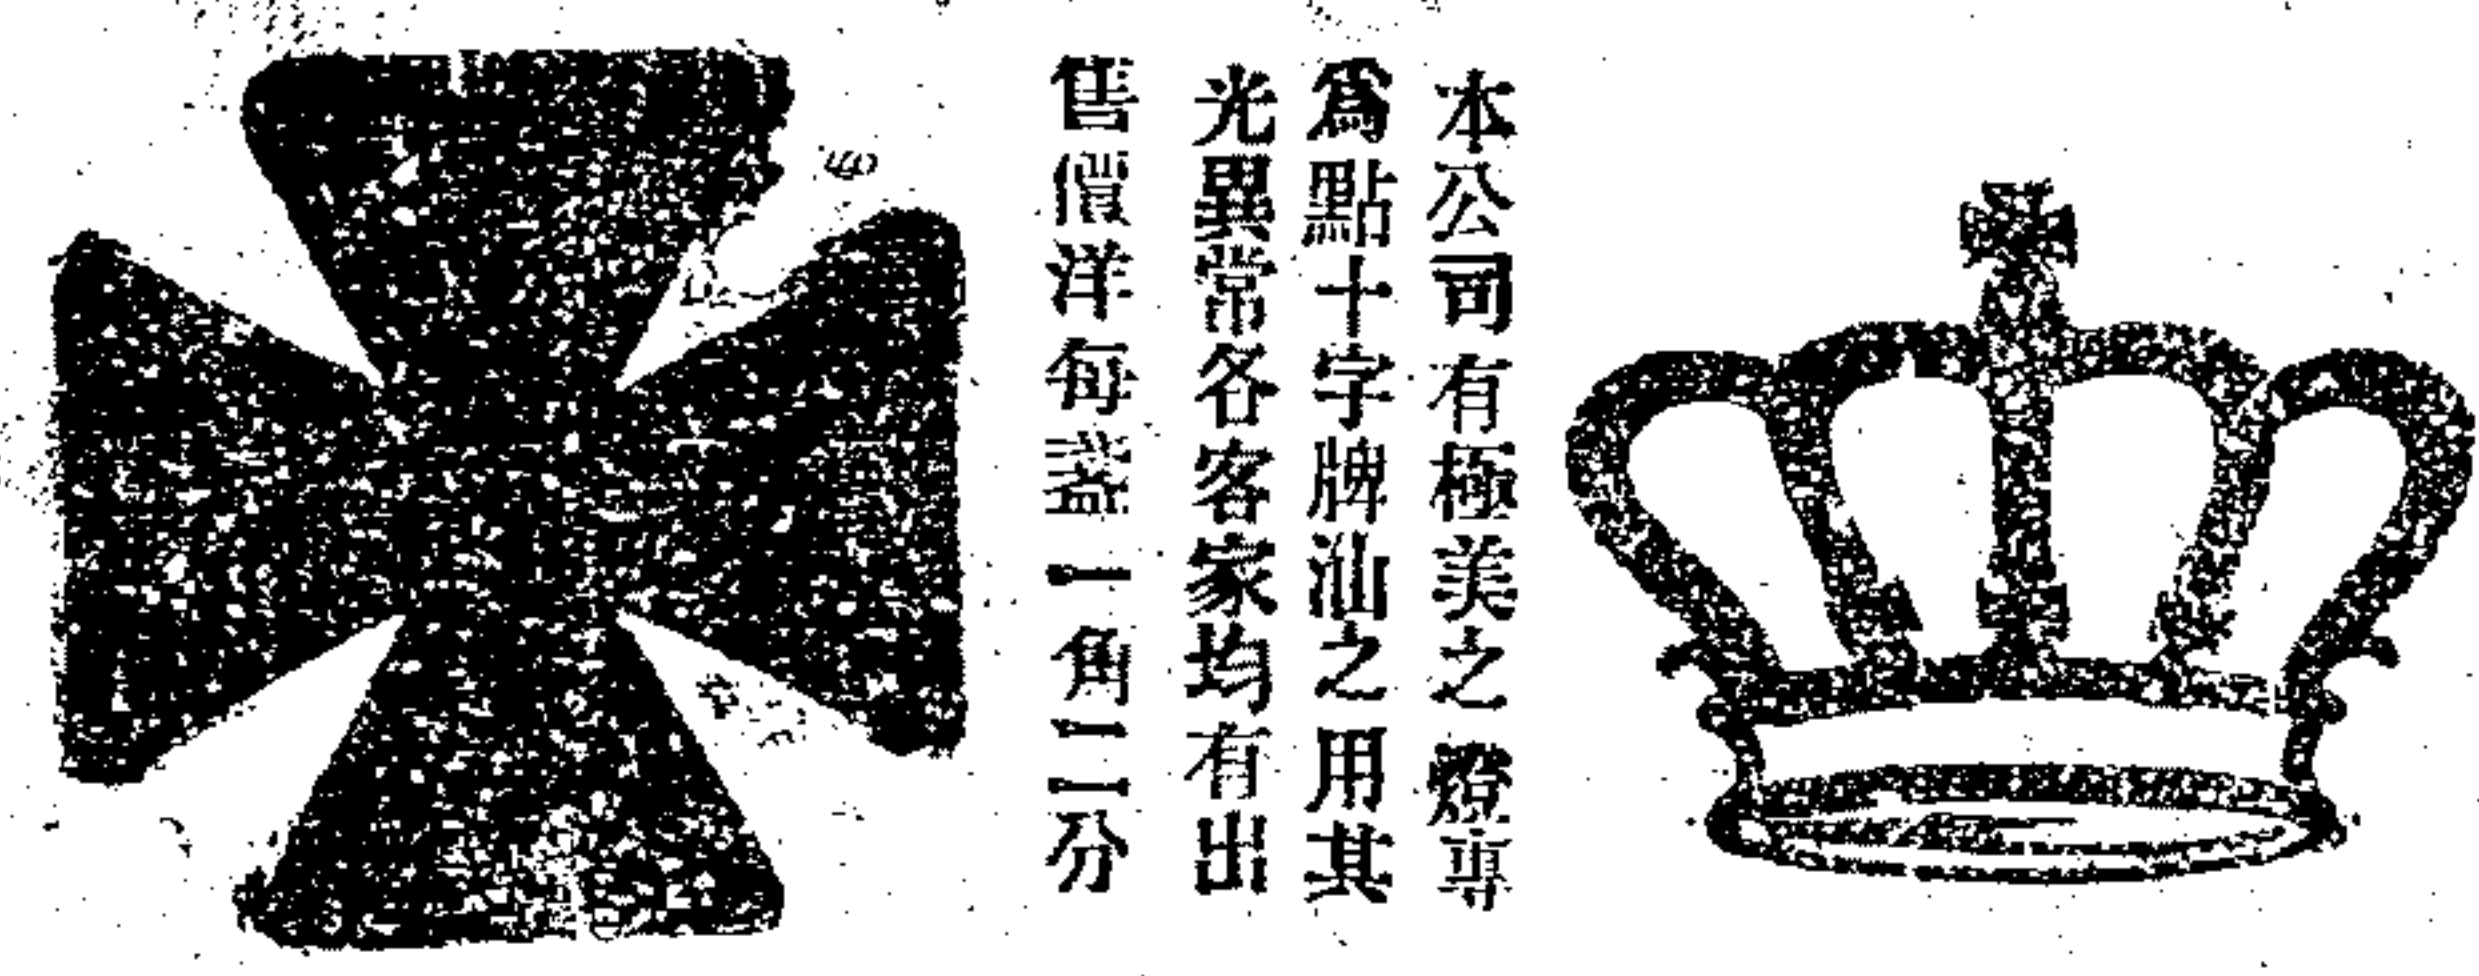 本公司有極美之燈專
爲點十字牌油之用其
光異常各客家均有出
售價洋每盞一角二分